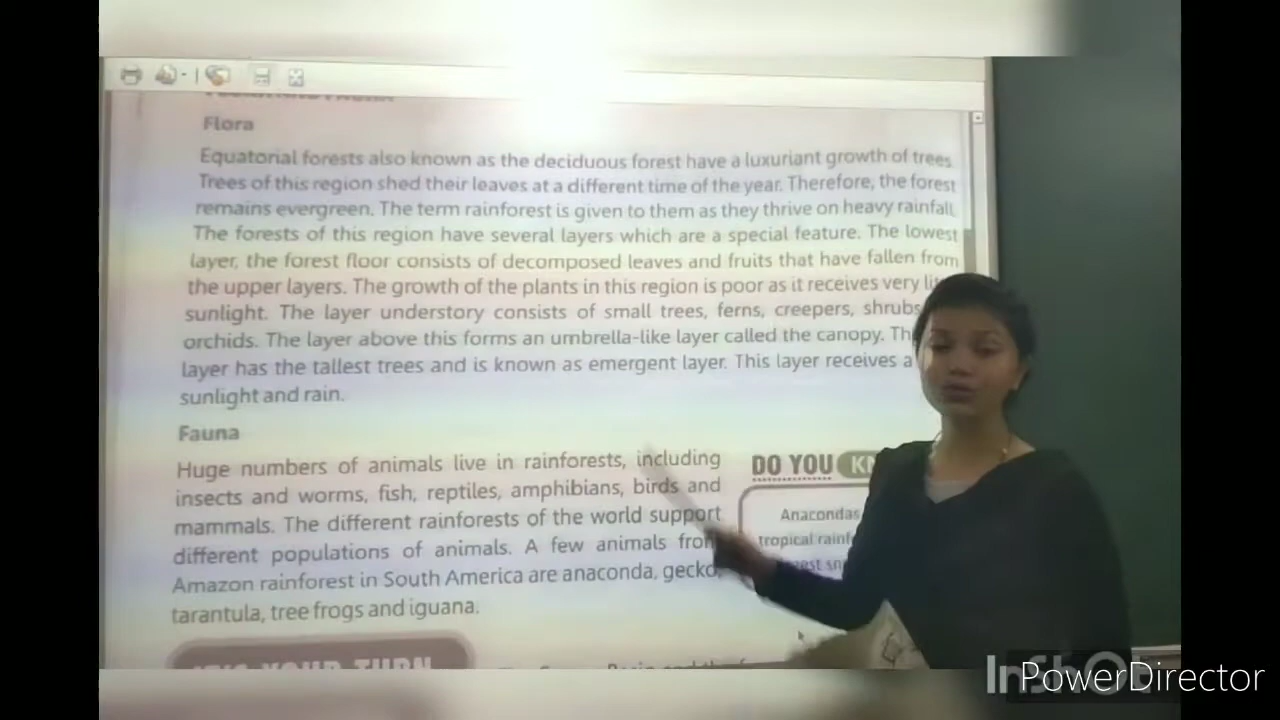 Flora
Equatorial forests also known as the deciduous forest have a luxuriant growth of trees.
Trees of this region shed their leaves at a different time of the year. Therefore, the forest
remains evergreen. The term rainforest is given to them as they thrive on heavy rainfall.
The forests of this region have several layers which are a special feature. The lowest
layer, the forest floor consists of decomposed leaves and fruits that have fallen from
the upper layers. The growth of the plants in this region is poor as it receives very
sunlight. The layer understory consists of small trees, ferns, creepers, shrubs
orchids. The layer above this forms an umbrella-like layer called the canopy.
layer has the tallest trees and is known as emergent layer. This layer receives a
sunlight and rain.
Fauna
Huge numbers of animals live in rainforests, including
insects and worms, fish, reptiles, amphibians, birds and
mammals. The different rainforests of the world support
different populations of animals. A few animals from
Amazon rainforest in South America are anaconda, gecko,
tarantula, tree frogs and iguana.
DO YOU
Anacondas
tropical
IT'S YOUR TURN
PowerDirector